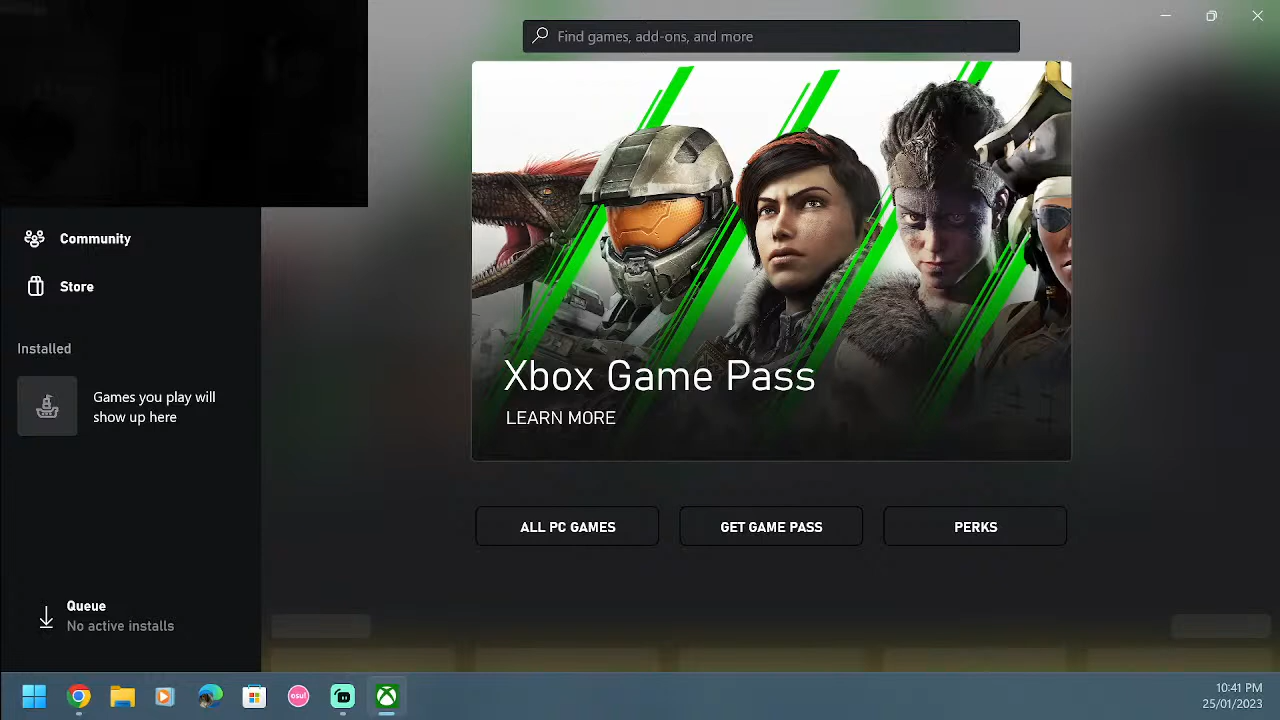 Find games, add-ons, and more
Community
Store
Installed
Games you play will
show up here
Xbox Game Pass
LEARN MORE
ALL PC GAMES
GET GAME PASS
PERKS
Queue
No active installs
osu!
10:41 PM
25/01/2023